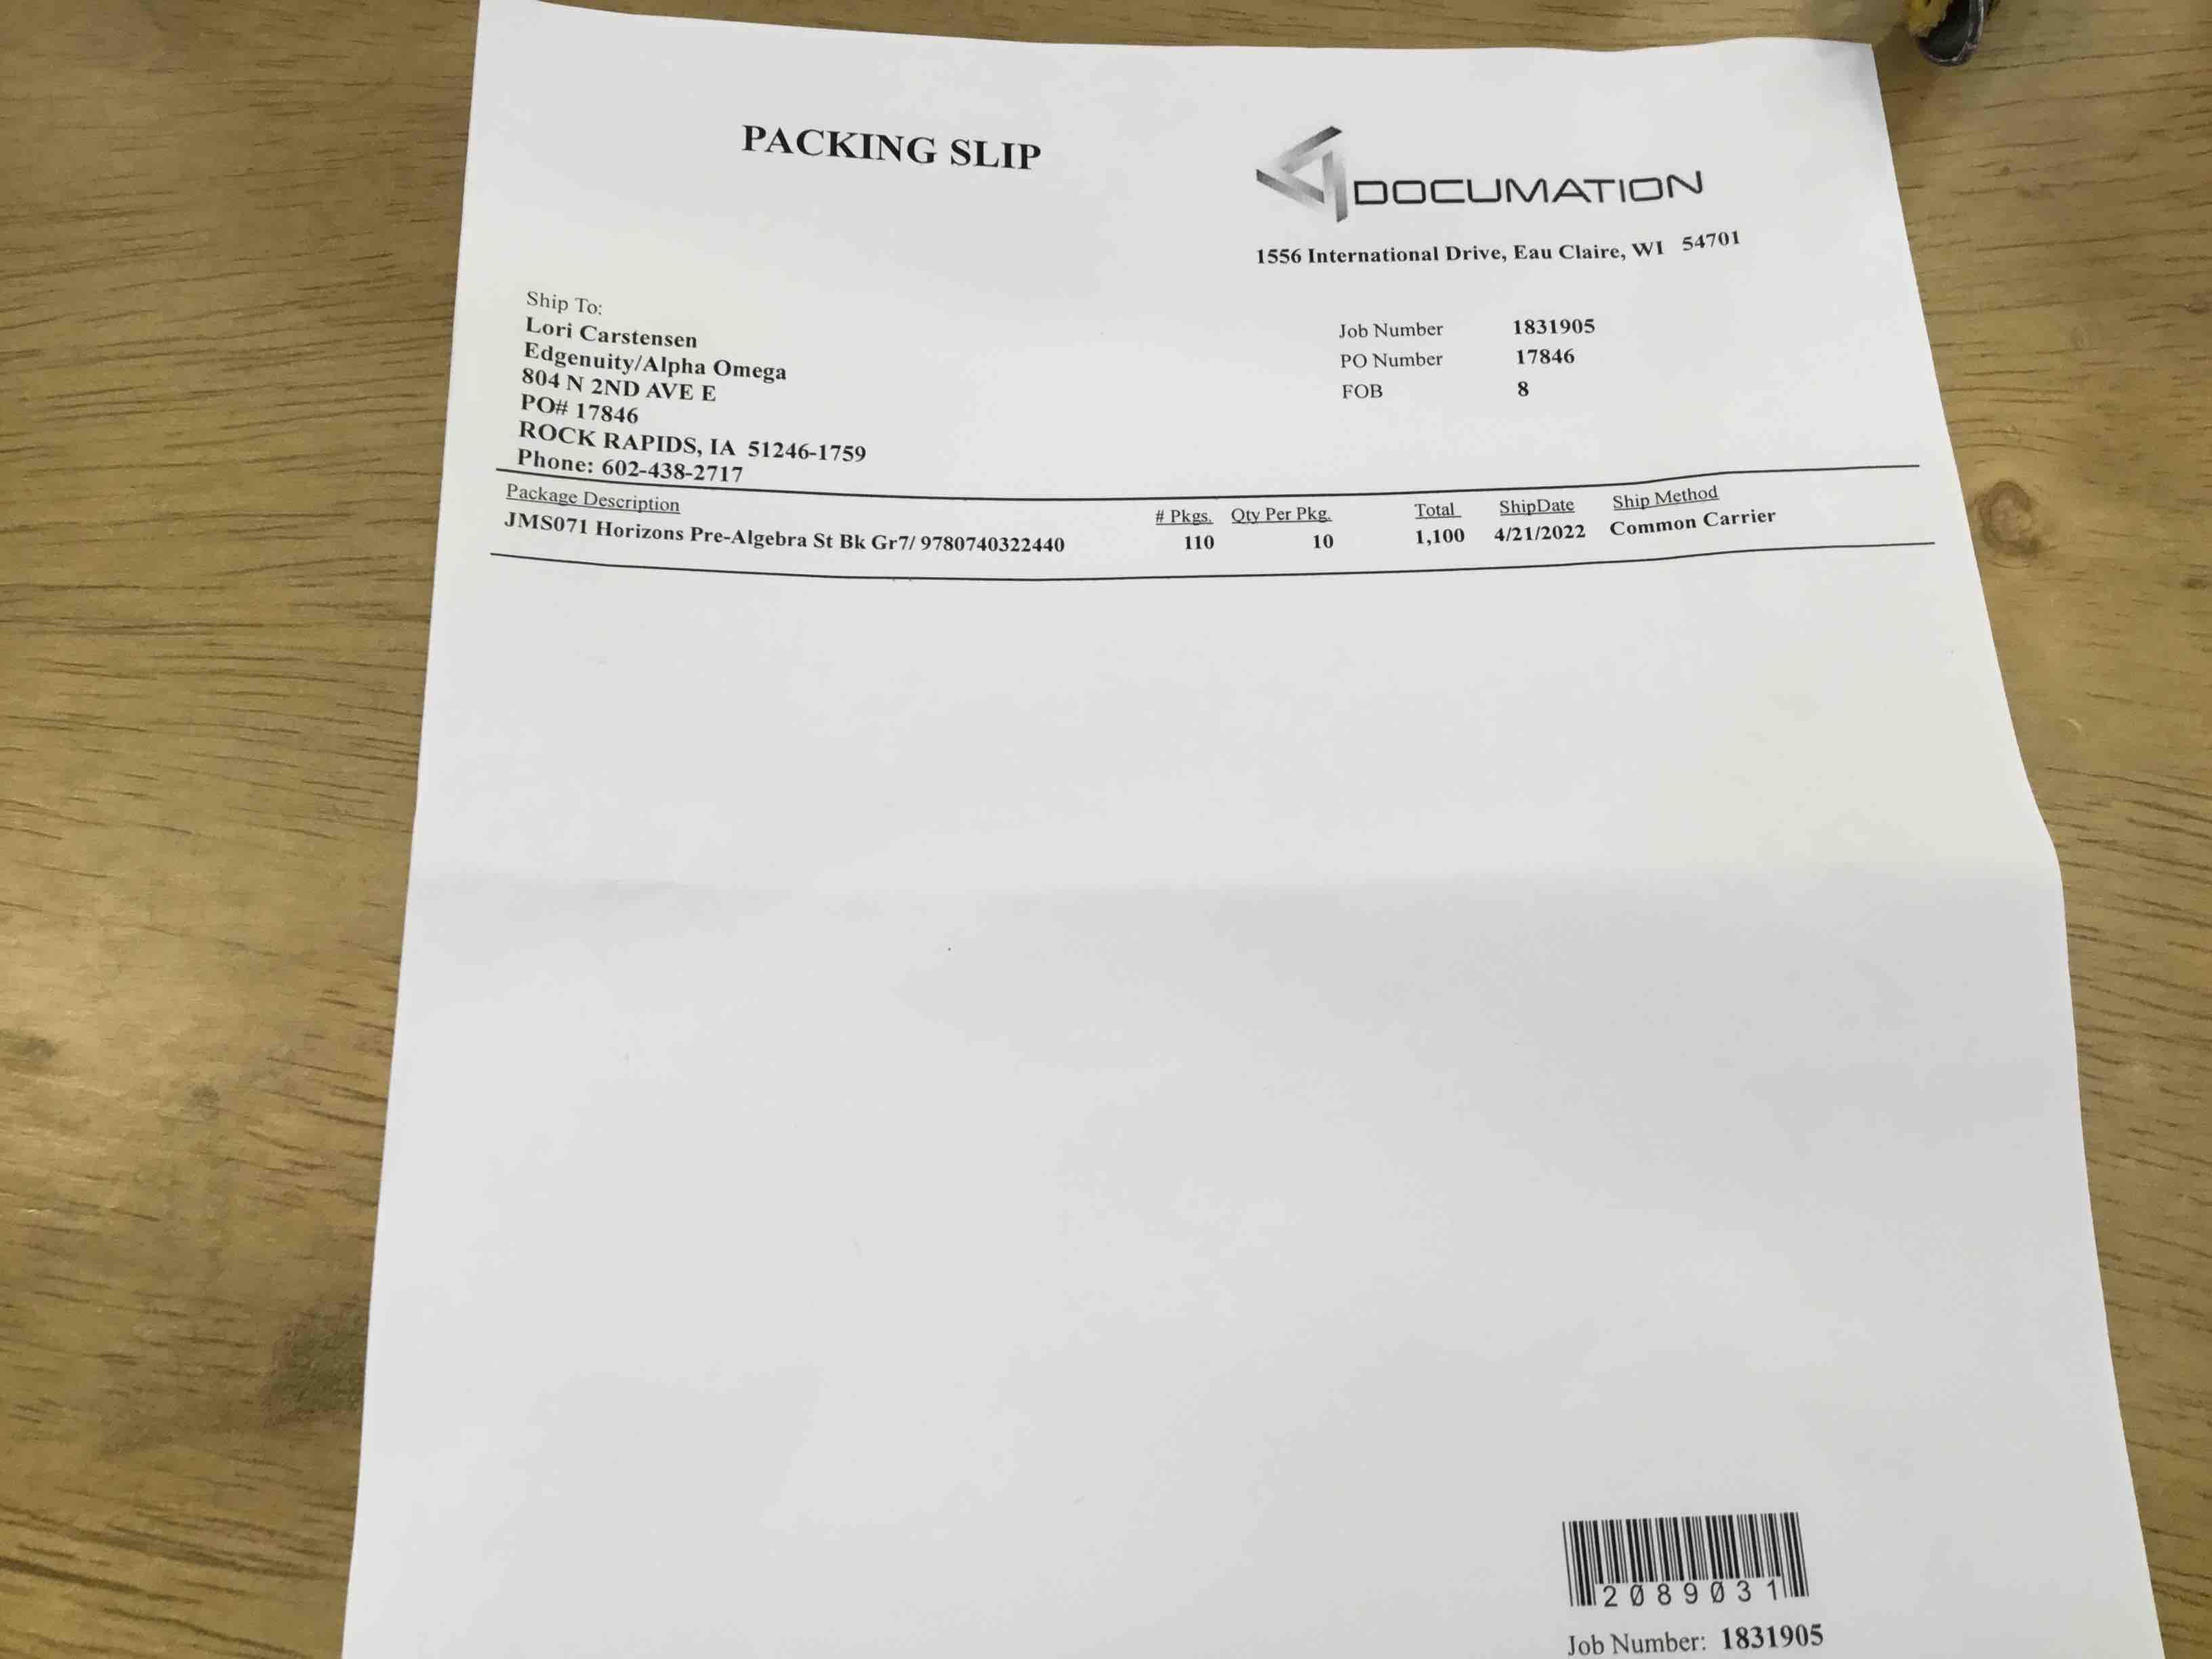 PACKING SLIP
DOCUMATION
1556 International Drive, Eau Claire, WI 54701
Ship To:
Lori Carstensen
Edgenuity/Alpha Omega
804 N 2ND AVE E
PO# 17846
ROCK RAPIDS, IA 51246-1759
Phone: 602-438-2717
Job Number 1831905
PO Number 17846
FOB 8
Package Description # Pkgs. Qty Per Pkg. Total ShipDate Ship Method
JMS071 Horizons Pre-Algebra St Bk Gr7/ 9780740322440 110 10 1,100 4/21/2022 Common Carrier
2089031
Job Number: 1831905